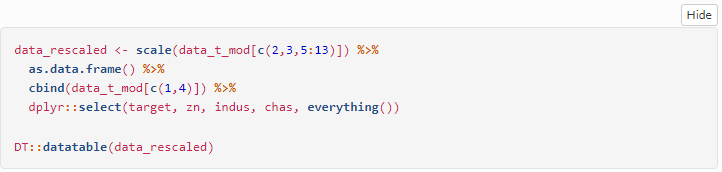 Hide
data_rescaled <- scale(data_t_mod[c(2,3,5:13)]) %>%
  as.data.frame() %>%
  cbind(data_t_mod[c(1,4)]) %>%
  dplyr::select(target, zn, indus, chas, everything())
DT::datatable(data_rescaled)